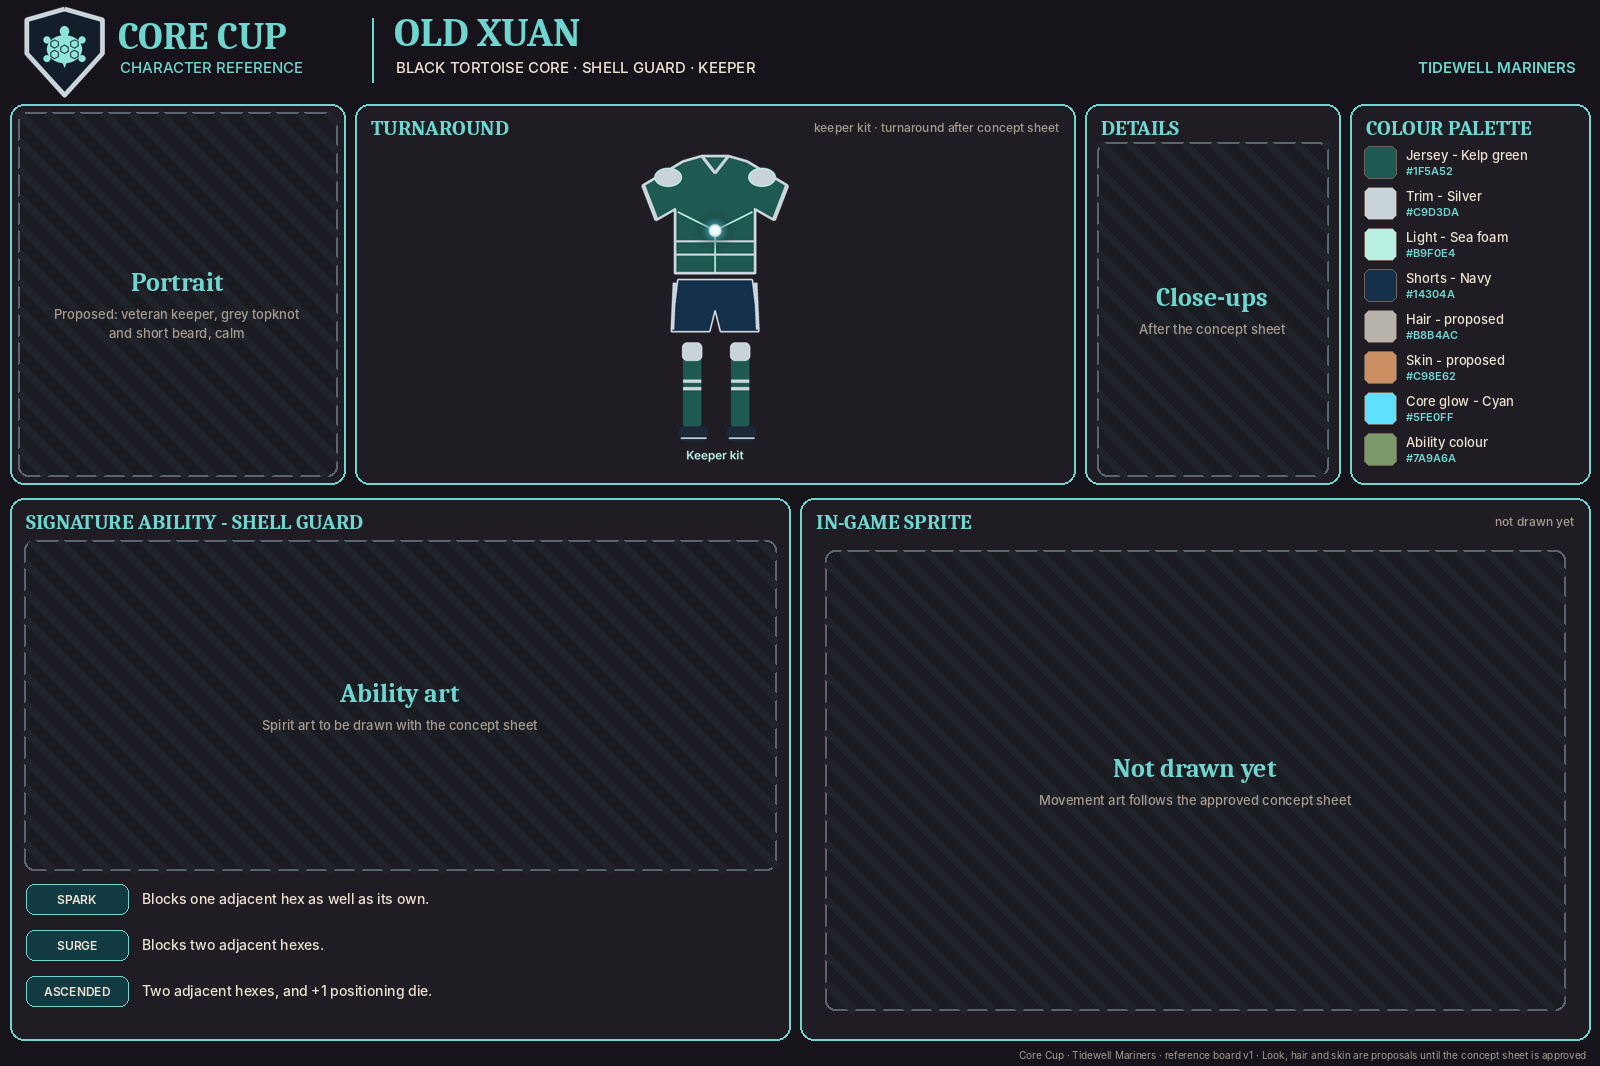 CORE CUP
CHARACTER REFERENCE
OLD XUAN
BLACK TORTOISE CORE · SHELL GUARD · KEEPER
TIDEWELL MARINERS
Portrait
Proposed: veteran keeper, grey topknot
and short beard, calm
TURNAROUND
keeper kit · turnaround after concept sheet
Keeper kit
DETAILS
Close-ups
After the concept sheet
COLOUR PALETTE
Jersey - Kelp green
#1F5A52
Trim - Silver
#C9D3DA
Light - Sea foam
#B9F0E4
Shorts - Navy
#14304A
Hair - proposed
#B8B4AC
Skin - proposed
#C98E62
Core glow - Cyan
#5FE0FF
Ability colour
#7A9A6A
SIGNATURE ABILITY - SHELL GUARD
Ability art
Spirit art to be drawn with the concept sheet
SPARK Blocks one adjacent hex as well as its own.
SURGE Blocks two adjacent hexes.
ASCENDED Two adjacent hexes, and +1 positioning die.
IN-GAME SPRITE
not drawn yet
Not drawn yet
Movement art follows the approved concept sheet
Core Cup · Tidewell Mariners · reference board v1 · Look, hair and skin are proposals until the concept sheet is approved